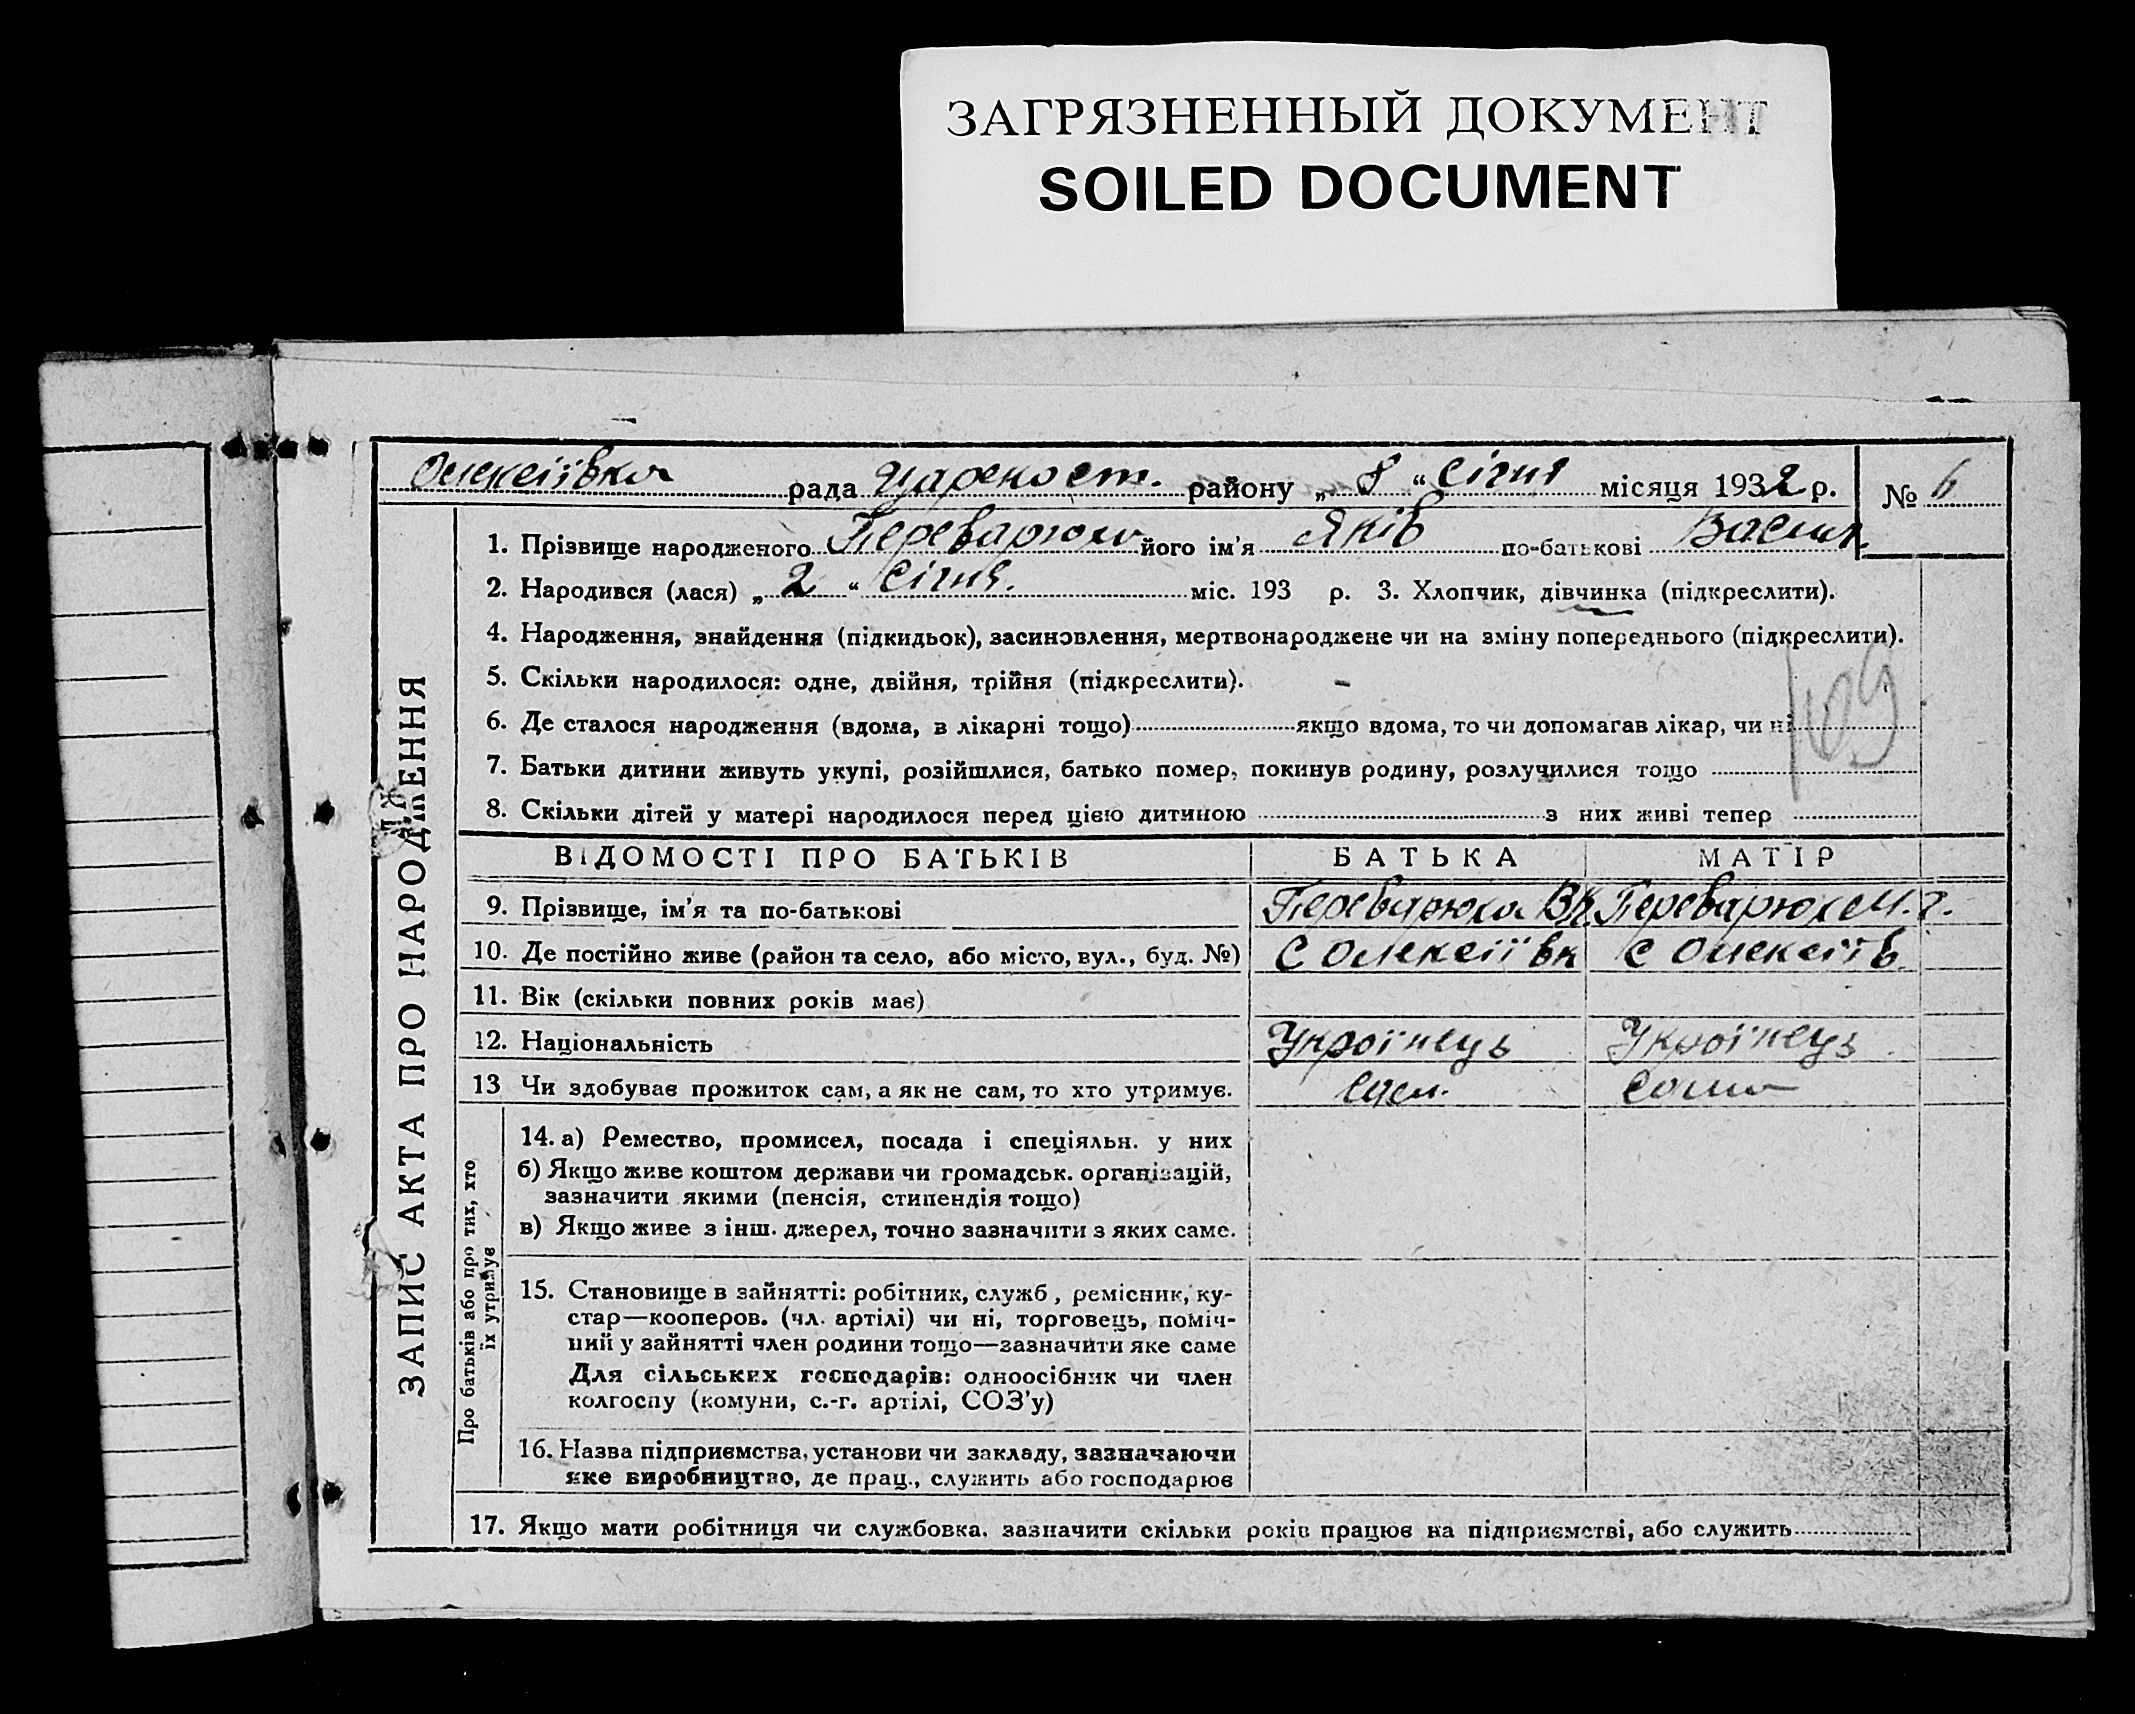 ЗАГРЯЗНЕННЫЙ ДОКУМЕНТ
SOILED DOCUMENT
Олексіївка рада районy „ 8 “ Січня місяця 1932 р. № 6
ЗАПИС АКТА ПРО НАРОДЖЕННЯ
1. Прізвище народженого його ім'я Яків по-батькові Васил
2. Народився (лася) „ 2 “ Січня. міс. 193 р. 3. Хлопчик, дівчинка (підкреслити).
4. Народження, знайдення (підкидьок), засиновлення, мертвонароджене чи на зміну попереднього (підкреслити).
5. Скільки народилося: одне, двійня, трійня (підкреслити).
109
6. Де сталося народження (вдома, в лікарні тощо) якщо вдома, то чи допомагав лікар, чи ні
7. Батьки дитини живуть укупі, розійшлися, батько помер, покинув родину, розлучилися тощо
8. Скільки дітей у матері народилося перед цією дитиною з них живі тепер
ВІДОМОСТІ ПРО БАТЬКІВ БАТЬКА МАТІР
9. Прізвище, ім'я та по-батькові
10. Де постійно живе (район та село, або місто, вул., буд. №) С Олексіївк С Олексіїв.
11. Вік (скільки повних років має)
12. Національність Українець Українець
13 Чи здобуває прожиток сам, а як не сам, то хто утримує.
Про батьків або про тих, хто
їх утримує
14. а) Ремество, промисел, посада і спеціяльн. у них
б) Якщо живе коштом держави чи громадськ. організацій,
зазначити якими (пенсія, стипендія тощо)
в) Якщо живе з інш. джерел, точно зазначити з яких саме.
15. Становище в зайнятті: робітник, служб , ремісник, ку-
стар—кооперов. (чл. артілі) чи ні, торговець, поміч-
ний у зайнятті член родини тощо—зазначити яке саме
Для сільських господарів: одноосібник чи член
колгоспу (комуни, с.-г. артілі, СОЗ'у)
16. Назва підприємства, установи чи закладу, зазначаючи
яке виробництво, де прац., служить або господарює
17. Якщо мати робітниця чи службовка, зазначити скільки років працює на підприємстві, або служить